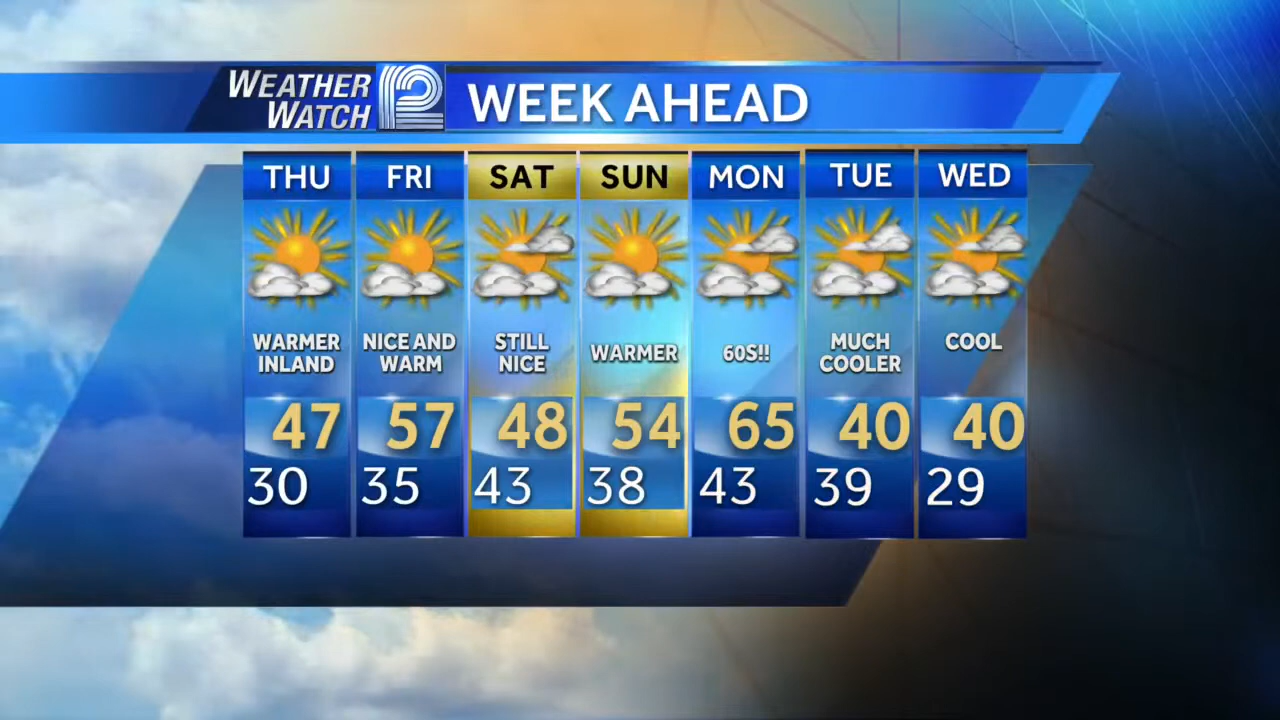 WEATHER
WATCH 12
WEEK AHEAD
THU FRI SAT SUN MON TUE WED
WARMER NICE AND STILL WARMER 60S!! MUCH COOL
INLAND WARM NICE COOLER
47 57 48 54 65 40 40
30 35 43 38 43 39 29